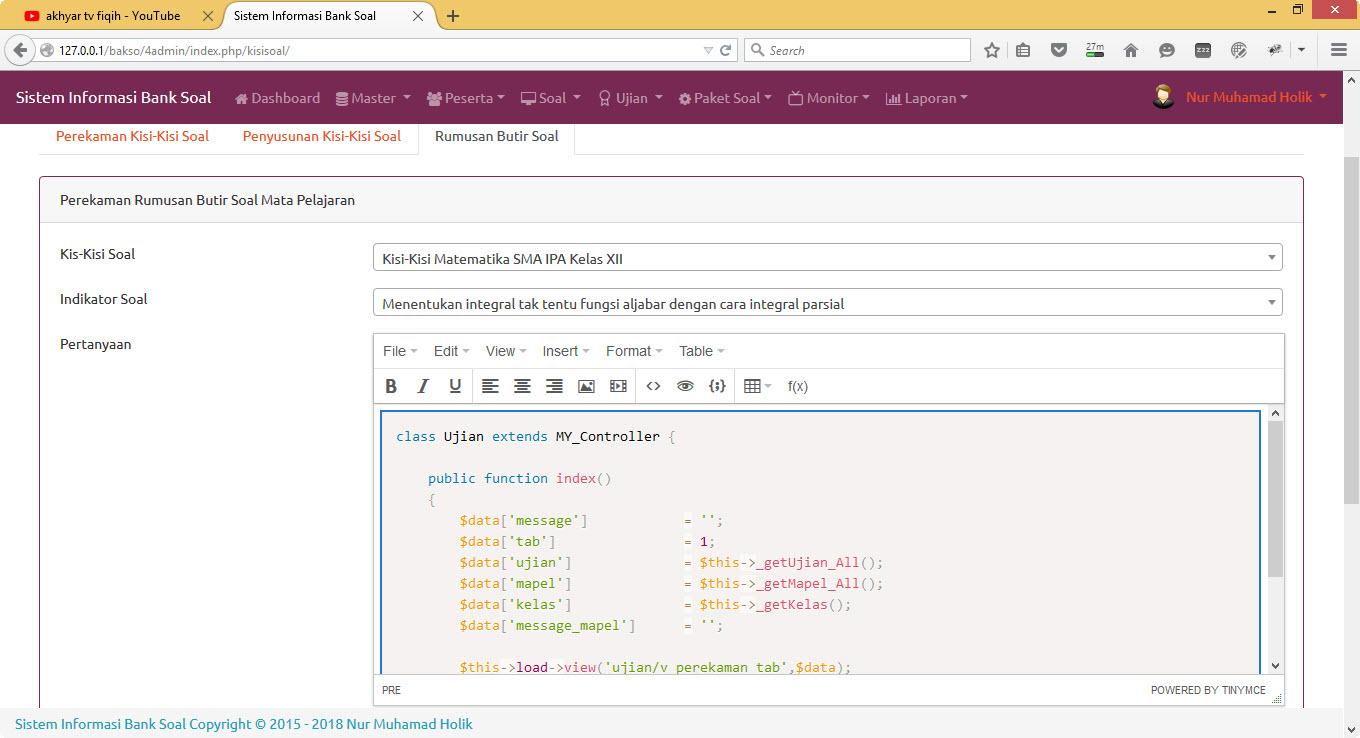 akhyar tv fiqih - YouTube
Sistem Informasi Bank Soal
127.0.0.1/bakso/4admin/index.php/kisisoal/
Search
27m
zzz
Sistem Informasi Bank Soal Dashboard Master Peserta Soal Ujian Paket Soal Monitor Laporan Nur Muhamad Holik
Perekaman Kisi-Kisi Soal Penyusunan Kisi-Kisi Soal Rumusan Butir Soal
Perekaman Rumusan Butir Soal Mata Pelajaran
Kis-Kisi Soal Kisi-Kisi Matematika SMA IPA Kelas XII
Indikator Soal Menentukan integral tak tentu fungsi aljabar dengan cara integral parsial
Pertanyaan
File Edit View Insert Format Table
B I U f(x)
class Ujian extends MY_Controller {
public function index()
{
$data['message'] = '';
$data['tab'] = 1;
$data['ujian'] = $this->_getUjian_All();
$data['mapel'] = $this->_getMapel_All();
$data['kelas'] = $this->_getKelas();
$data['message_mapel'] = '';
$this->load->view('ujian/v_perekaman_tab',$data);
PRE POWERED BY TINYMCE
Sistem Informasi Bank Soal Copyright © 2015 - 2018 Nur Muhamad Holik